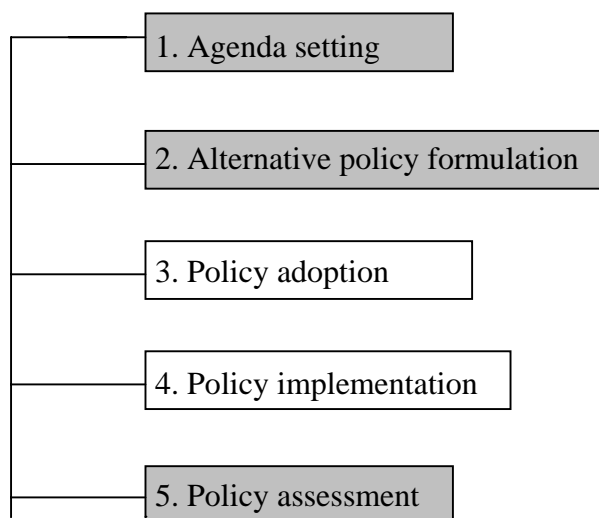 1. Agenda setting
2. Alternative policy formulation
3. Policy adoption
4. Policy implementation
5. Policy assessment